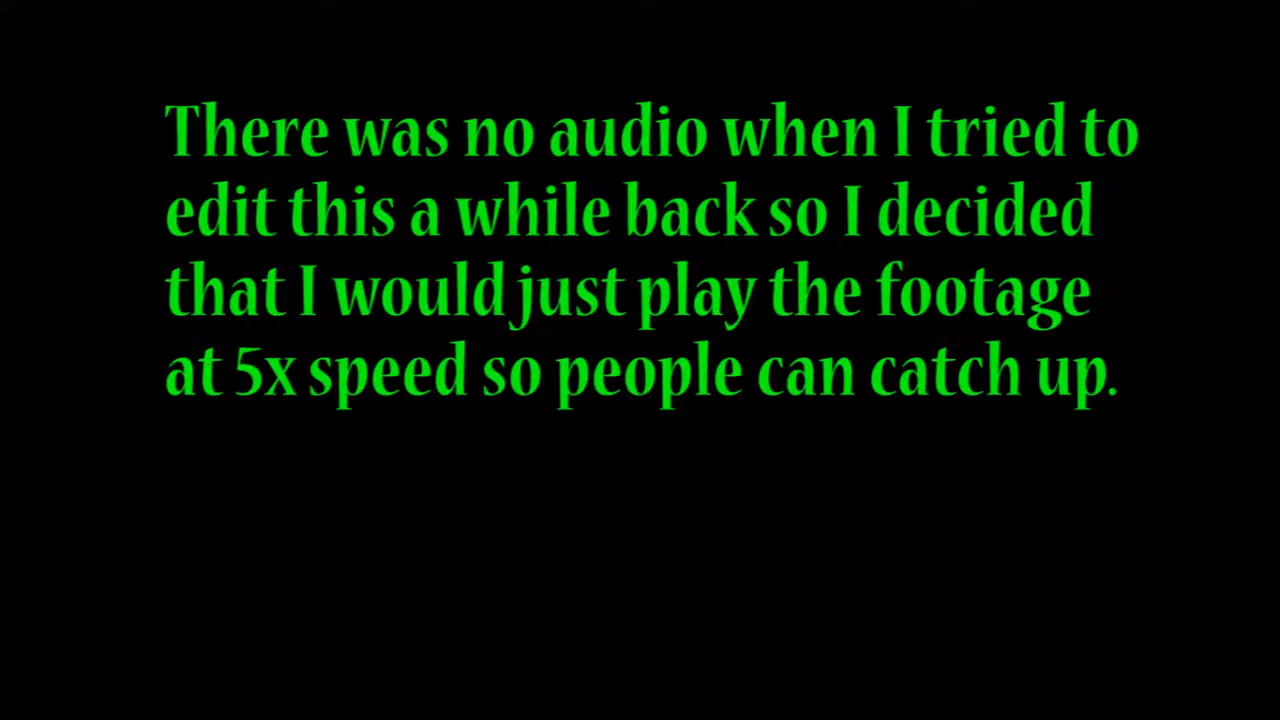 There was no audio when I tried to
edit this a while back so I decided
that I would just play the footage
at 5x speed so people can catch up.